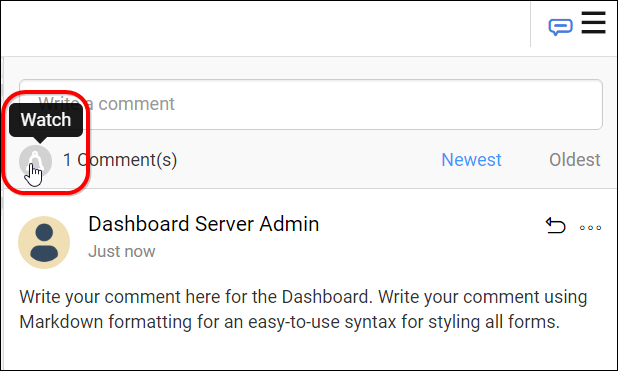 Write a comment
Watch
1 Comment(s)
Newest
Oldest
Dashboard Server Admin
Just now
Write your comment here for the Dashboard. Write your comment using
Markdown formatting for an easy-to-use syntax for styling all forms.